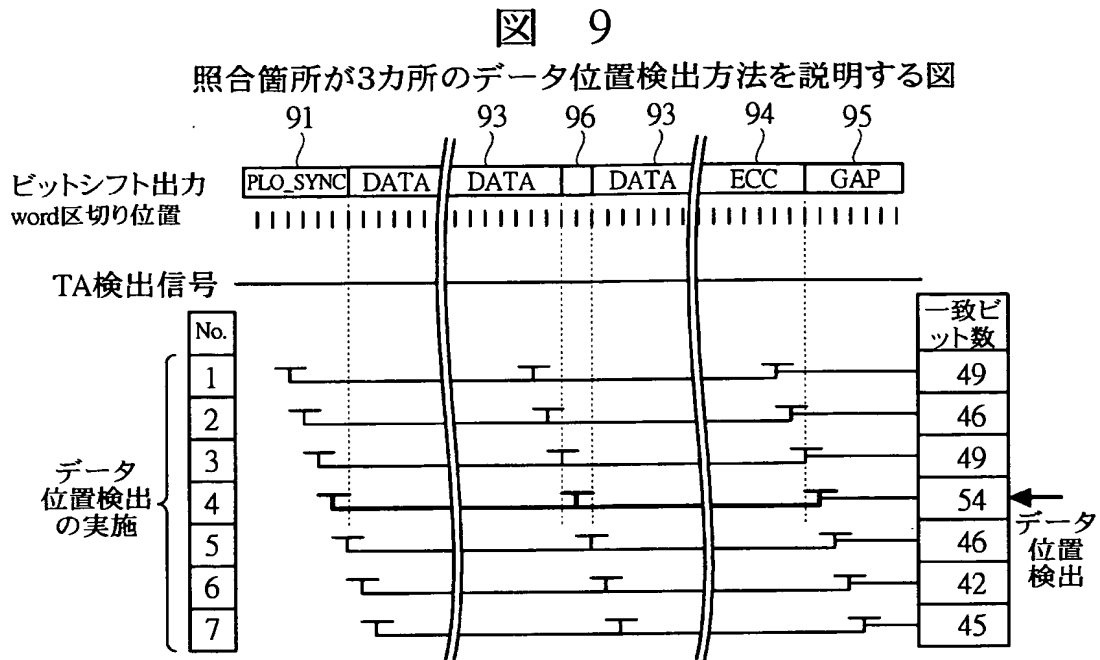 図 9
照合箇所が3カ所のデータ位置検出方法を説明する図
91 93 96 93 94 95
ビットシフト出力 PLO_SYNC DATA DATA DATA ECC GAP
word区切り位置
TA検出信号
No.
一致ビ
ット数
1 49
2 46
3 49
4 54
5 46
6 42
7 45
データ
位置検出
の実施
データ
位置
検出